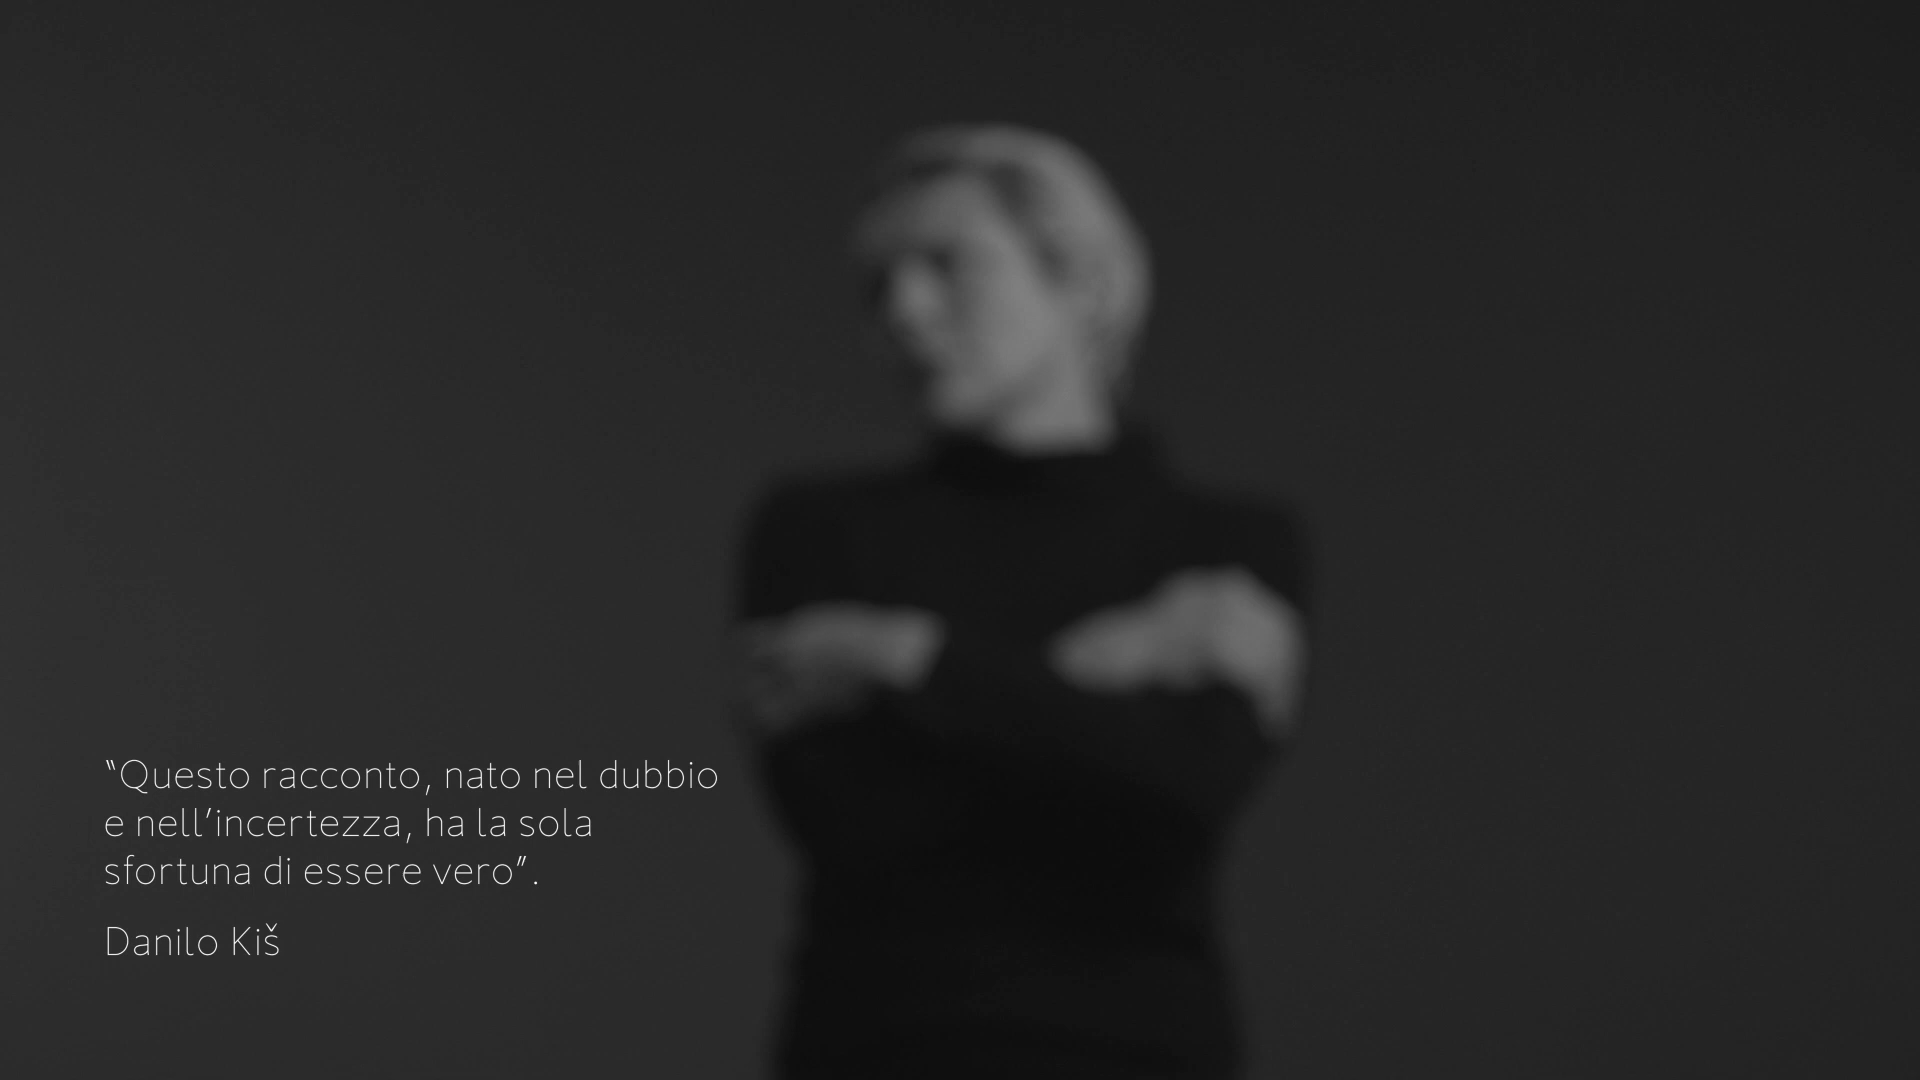 “Questo racconto, nato nel dubbio
e nell’incertezza, ha la sola
sfortuna di essere vero”.
Danilo Kiš